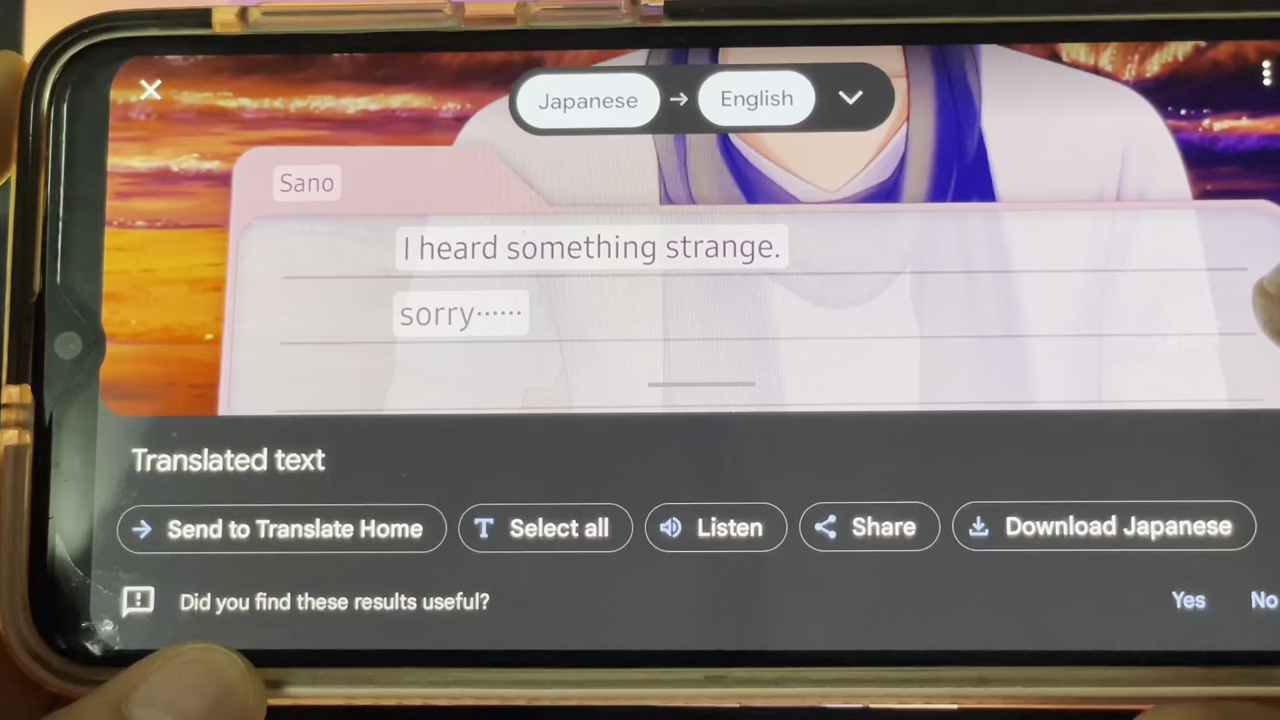 Japanese → English
Sano
I heard something strange.
sorry······
Translated text
Send to Translate Home
Select all
Listen
Share
Download Japanese
Did you find these results useful?
Yes
No